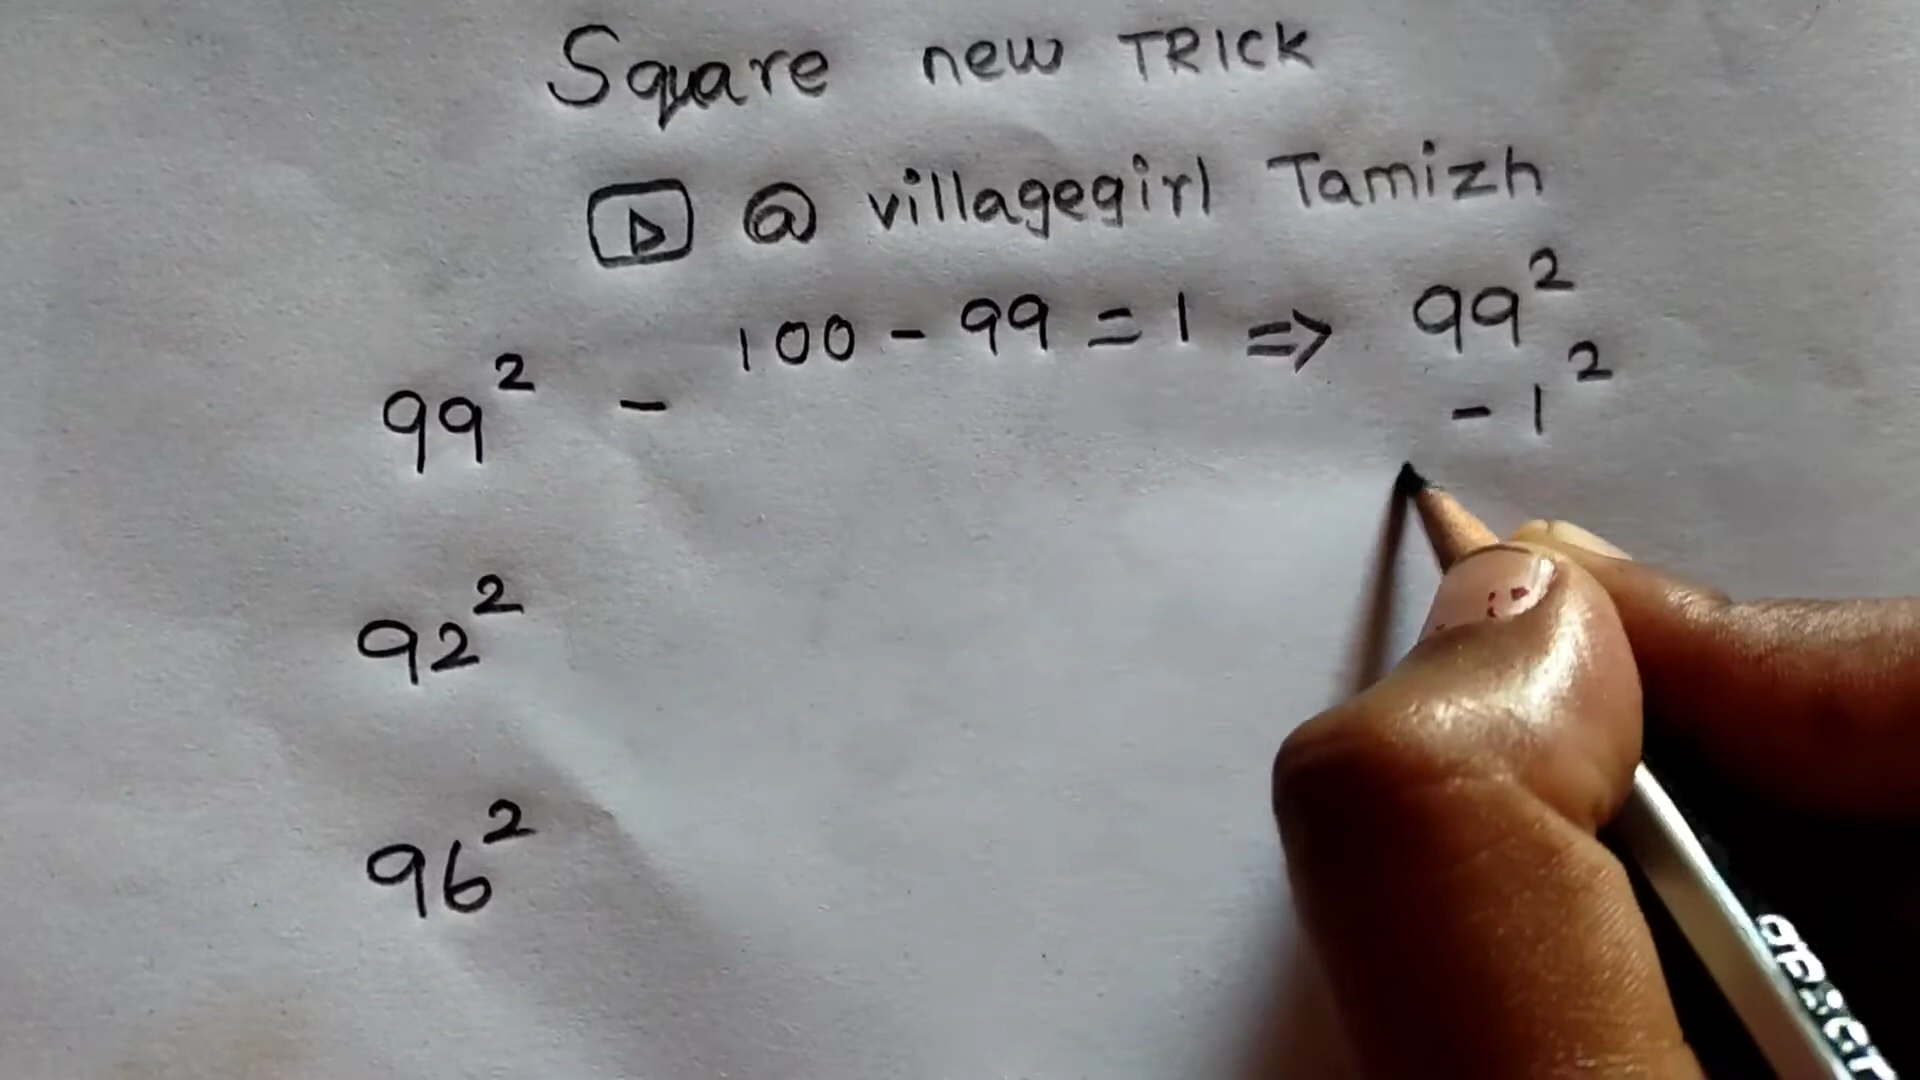 Square new TRICK
@ villagegirl Tamizh
99² - 100 - 99 = 1 => 99²
- 1²
92²
96²